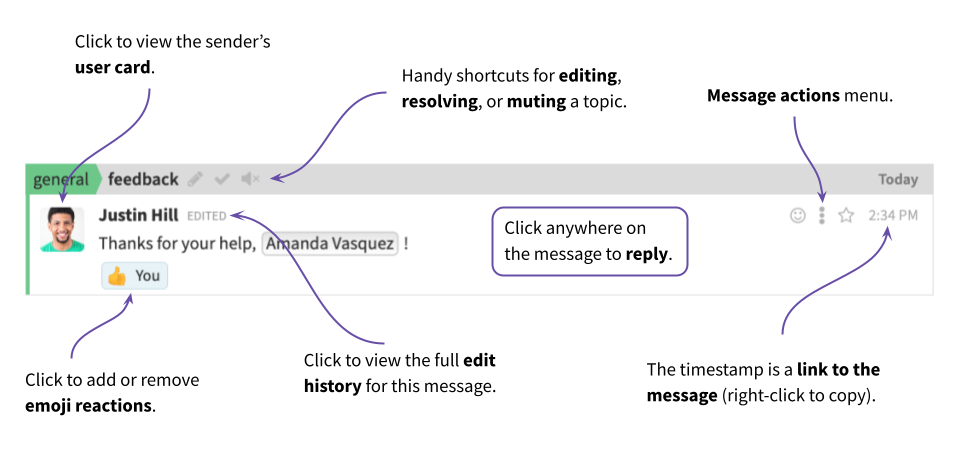 Click to view the sender’s
user card.
Handy shortcuts for editing,
resolving, or muting a topic.
Message actions menu.
general feedback Today
Justin Hill EDITED 2:34 PM
Thanks for your help, Amanda Vasquez !
You
Click anywhere on
the message to reply.
Click to add or remove
emoji reactions.
Click to view the full edit
history for this message.
The timestamp is a link to the
message (right-click to copy).